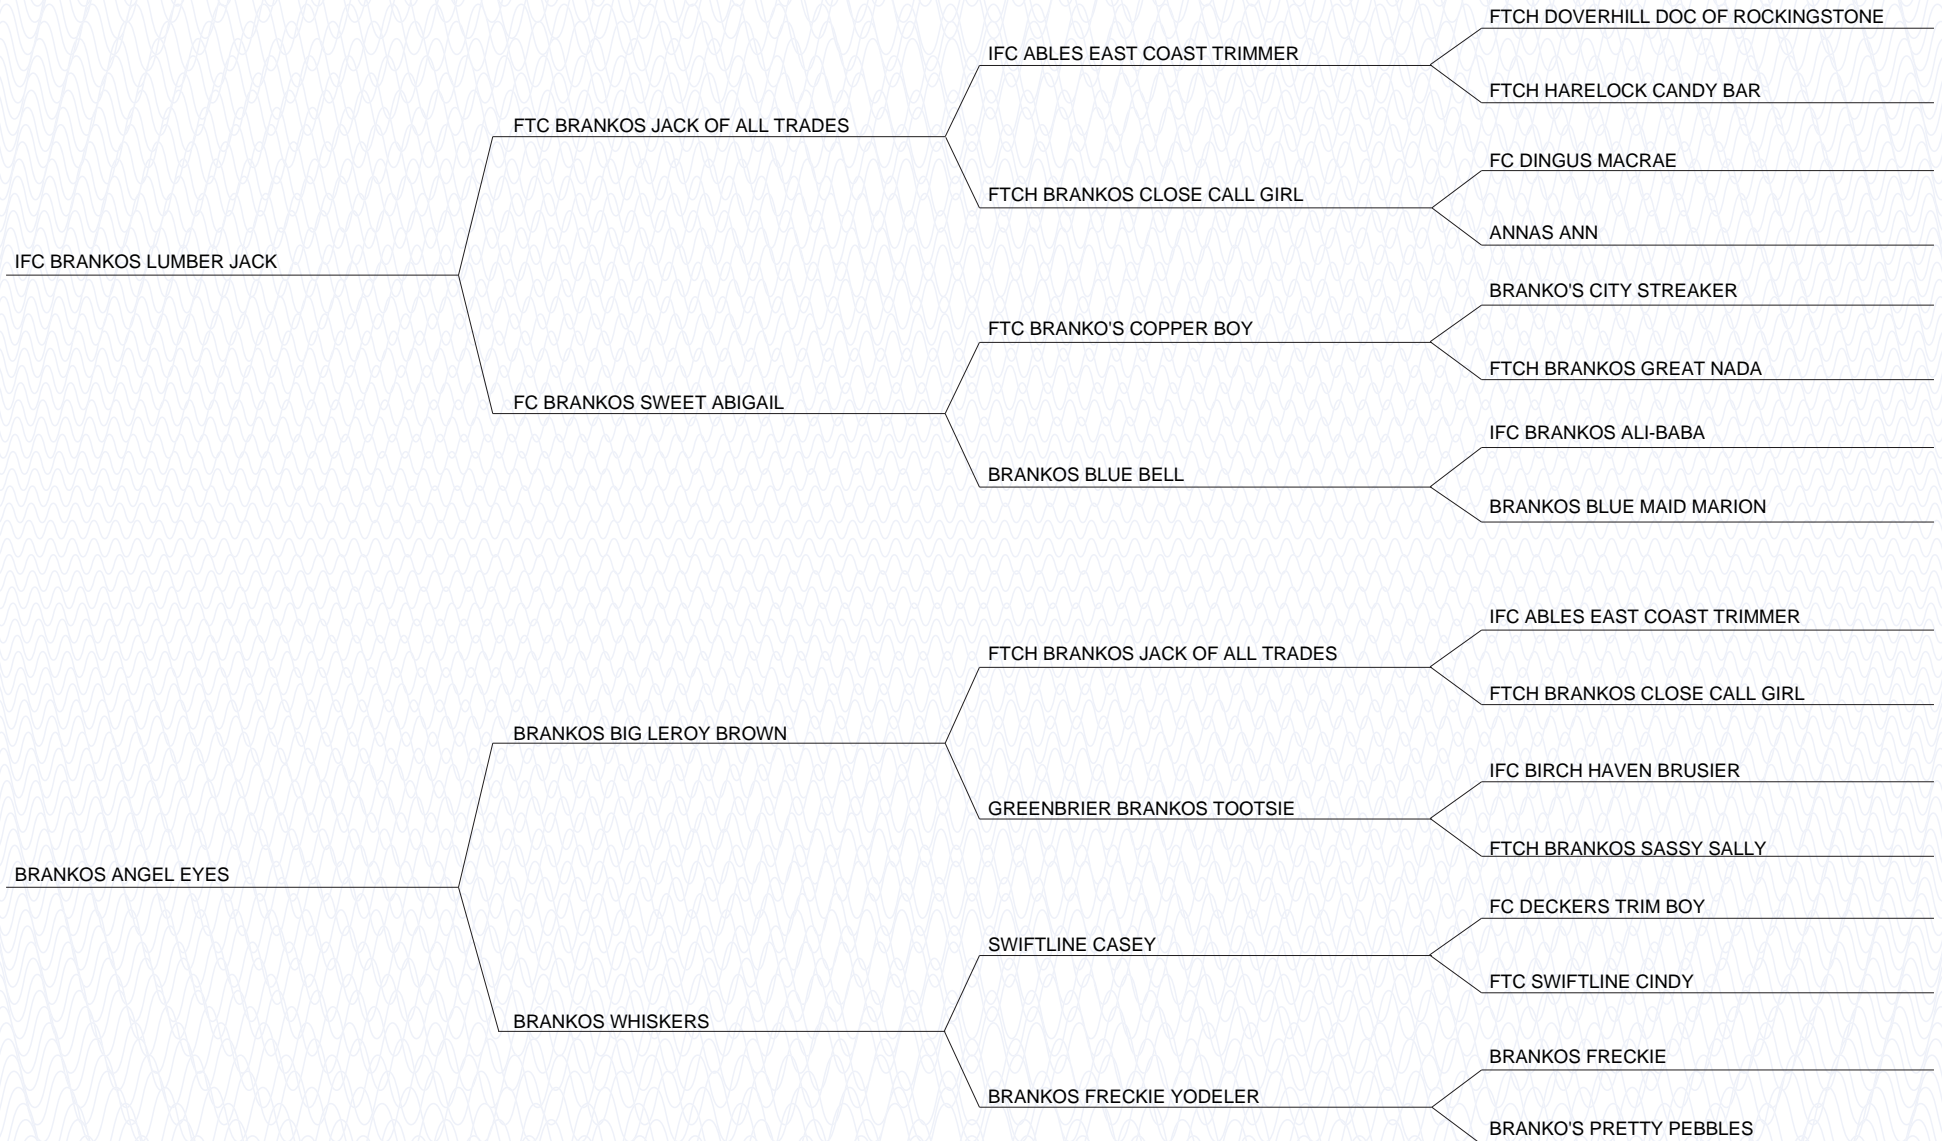 FTCH DOVERHILL DOC OF ROCKINGSTONE
IFC ABLES EAST COAST TRIMMER
FTCH HARELOCK CANDY BAR
FTC BRANKOS JACK OF ALL TRADES
FC DINGUS MACRAE
FTCH BRANKOS CLOSE CALL GIRL
ANNAS ANN
IFC BRANKOS LUMBER JACK
BRANKO'S CITY STREAKER
FTC BRANKO'S COPPER BOY
FTCH BRANKOS GREAT NADA
FC BRANKOS SWEET ABIGAIL
IFC BRANKOS ALI-BABA
BRANKOS BLUE BELL
BRANKOS BLUE MAID MARION
IFC ABLES EAST COAST TRIMMER
FTCH BRANKOS JACK OF ALL TRADES
FTCH BRANKOS CLOSE CALL GIRL
BRANKOS BIG LEROY BROWN
IFC BIRCH HAVEN BRUSIER
GREENBRIER BRANKOS TOOTSIE
FTCH BRANKOS SASSY SALLY
BRANKOS ANGEL EYES
FC DECKERS TRIM BOY
SWIFTLINE CASEY
FTC SWIFTLINE CINDY
BRANKOS WHISKERS
BRANKOS FRECKIE
BRANKOS FRECKIE YODELER
BRANKO'S PRETTY PEBBLES